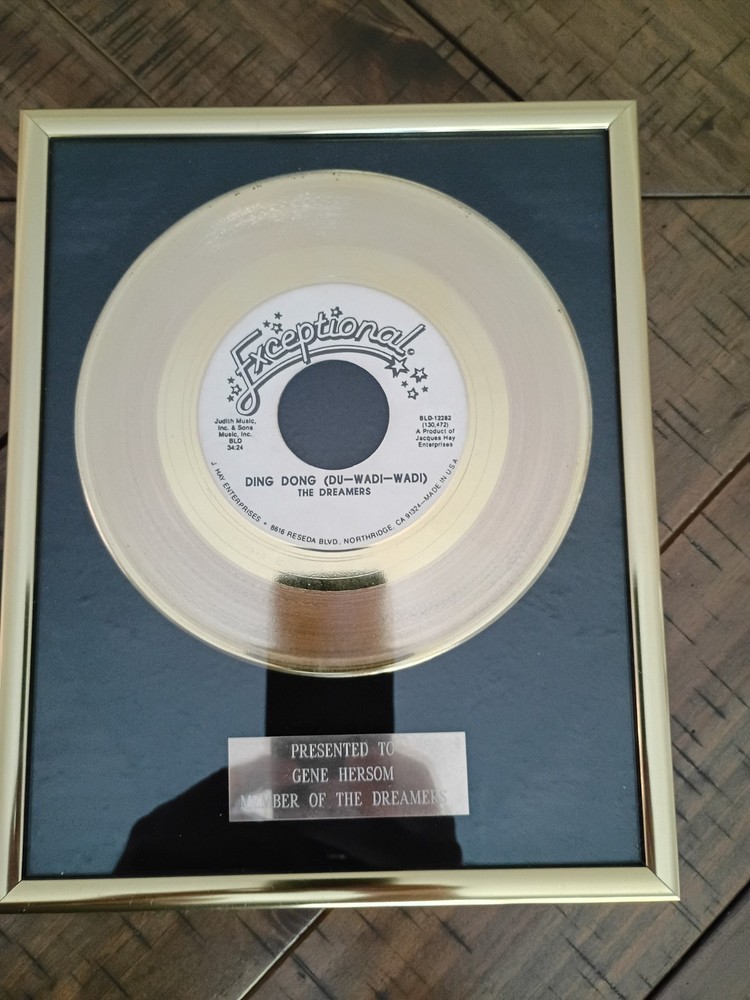 Exceptional.
Judith Music,
Inc. & Sons
Music, Inc.
BLD
34:24
BLD-12282
(130,472)
A Product of
Jacques Hay
Enterprises
DING DONG (DU—WADI—WADI)
THE DREAMERS
J. HAY ENTERPRISES • 8616 RESEDA BLVD., NORTHRIDGE, CA 91324—MADE IN U.S.A.
PRESENTED TO
GENE HERSOM
MEMBER OF THE DREAMERS